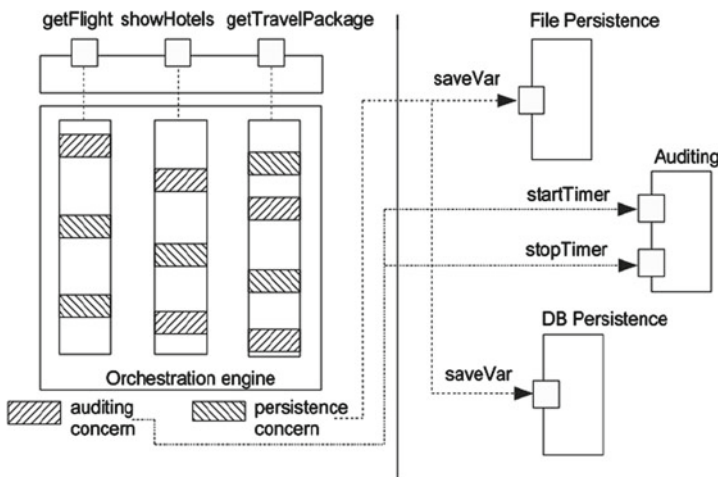 getFlight showHotels getTravelPackage
File Persistence
saveVar
Auditing
startTimer
stopTimer
DB Persistence
saveVar
Orchestration engine
auditing
concern
persistence
concern